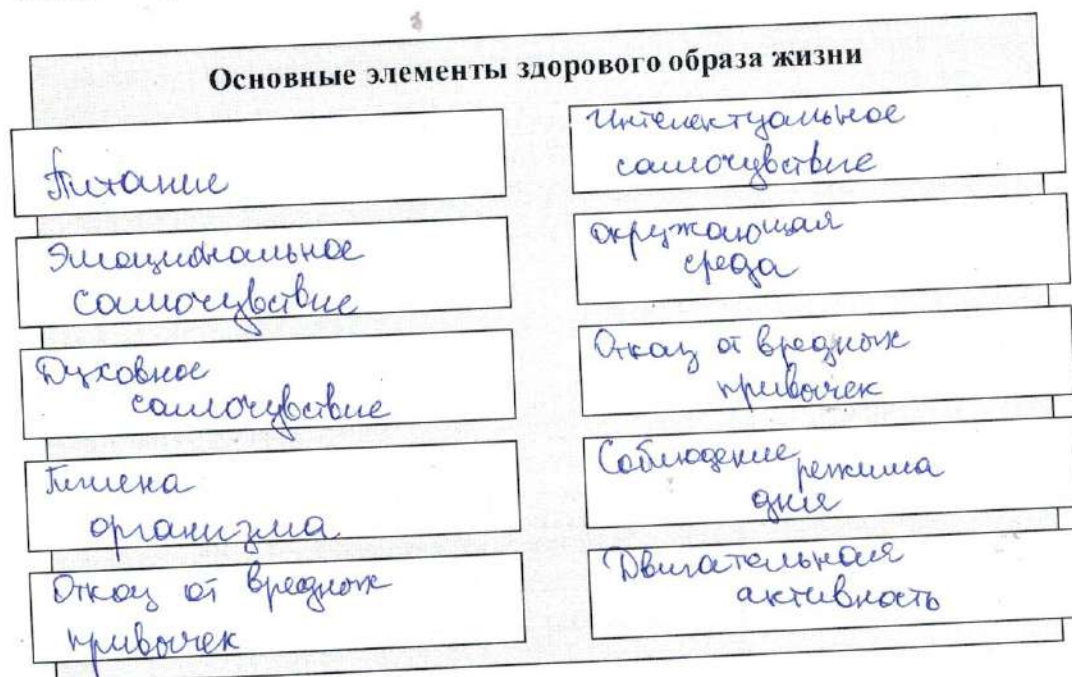 Основные элементы здорового образа жизни
Питание
Эмоциональное
самочувствие
Духовное
самочувствие
Гигиена
организма
Отказ от вредных
привычек
Интелектуальное
самочувствие
окружающая
среда
Отказ от вредных
привычек
Соблюдение режима
дня
Двигательная
активность